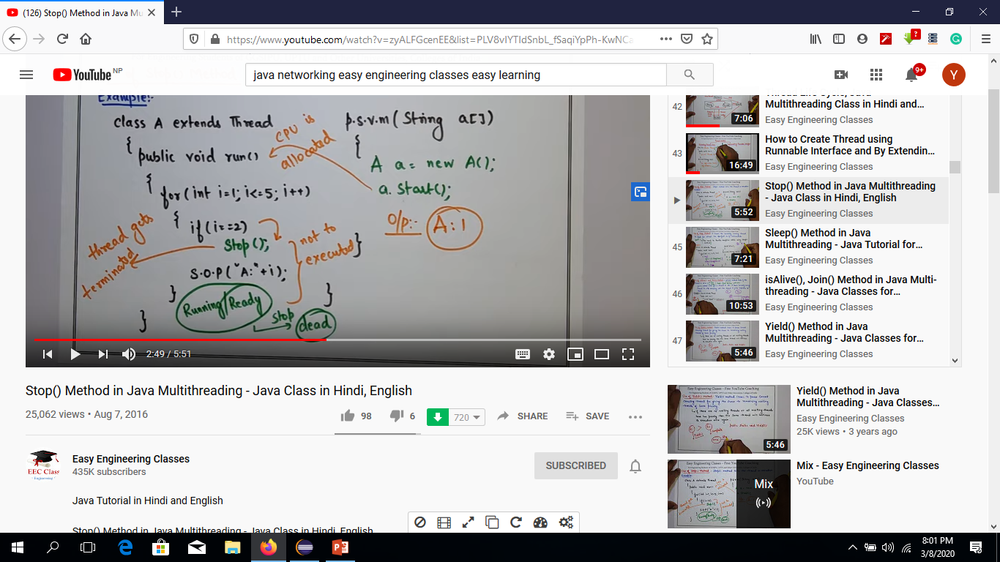 (126) Stop() Method in Java Mu
https://www.youtube.com/watch?v=zyALFGcenEE&list=PLV8vIYTIdSnbL_fSaqiYpPh-KwNCa
YouTube NP
java networking easy engineering classes easy learning
9+
Y
Example:-
class A extends Thread
{
public void run()
{
for(int i=1; i<=5; i++)
{
if(i==2)
Stop();
S.O.P("A:"+i);
}
}
}
CPU is
allocated
thread gets
terminated
not to
executed
Running/Ready
Stop
dead
p.s.v.m(String a[])
{
A a= new A();
a. Start();
O/p:- A:1
}
2:49 / 5:51
Stop() Method in Java Multithreading - Java Class in Hindi, English
25,062 views • Aug 7, 2016
98
6
720
SHARE
SAVE
Easy Engineering Classes
435K subscribers
EEC Class
SUBSCRIBED
Java Tutorial in Hindi and English
Stop() Method in Java Multithreading - Java Class in Hindi, English
42
7:06
Thread Life Cycle, Java
Multithreading Class in Hindi and...
Easy Engineering Classes
43
16:49
How to Create Thread using
Runnable Interface and By Extendin...
Easy Engineering Classes
5:52
Stop() Method in Java Multithreading
- Java Class in Hindi, English
Easy Engineering Classes
45
7:21
Sleep() Method in Java
Multithreading - Java Tutorial for...
Easy Engineering Classes
46
10:53
isAlive(), Join() Method in Java Multi-
threading - Java Classes for...
Easy Engineering Classes
47
5:46
Yield() Method in Java
Multithreading - Java Classes for...
Easy Engineering Classes
5:46
Yield() Method in Java
Multithreading - Java Classes...
Easy Engineering Classes
25K views • 3 years ago
Mix
Mix - Easy Engineering Classes
YouTube
8:01 PM
3/8/2020